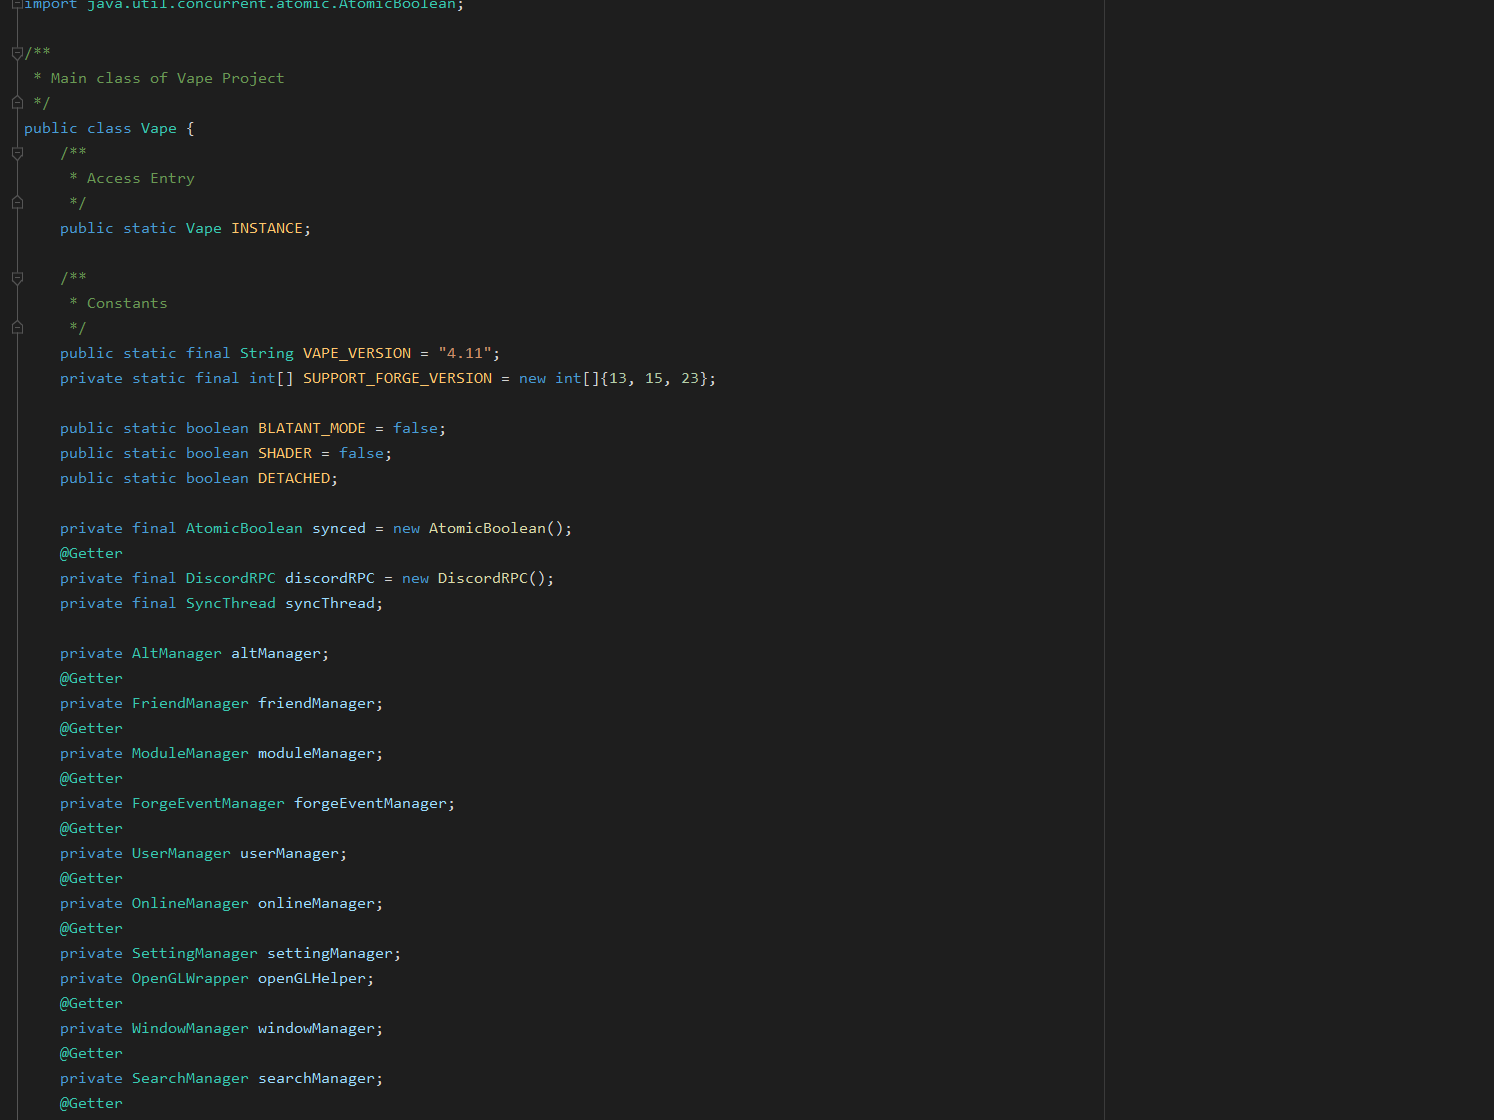 import java.util.concurrent.atomic.AtomicBoolean;
/**
 * Main class of Vape Project
 */
public class Vape {
    /**
     * Access Entry
     */
    public static Vape INSTANCE;
    /**
     * Constants
     */
    public static final String VAPE_VERSION = "4.11";
    private static final int[] SUPPORT_FORGE_VERSION = new int[]{13, 15, 23};
    public static boolean BLATANT_MODE = false;
    public static boolean SHADER = false;
    public static boolean DETACHED;
    private final AtomicBoolean synced = new AtomicBoolean();
    @Getter
    private final DiscordRPC discordRPC = new DiscordRPC();
    private final SyncThread syncThread;
    private AltManager altManager;
    @Getter
    private FriendManager friendManager;
    @Getter
    private ModuleManager moduleManager;
    @Getter
    private ForgeEventManager forgeEventManager;
    @Getter
    private UserManager userManager;
    @Getter
    private OnlineManager onlineManager;
    @Getter
    private SettingManager settingManager;
    private OpenGLWrapper openGLHelper;
    @Getter
    private WindowManager windowManager;
    @Getter
    private SearchManager searchManager;
    @Getter